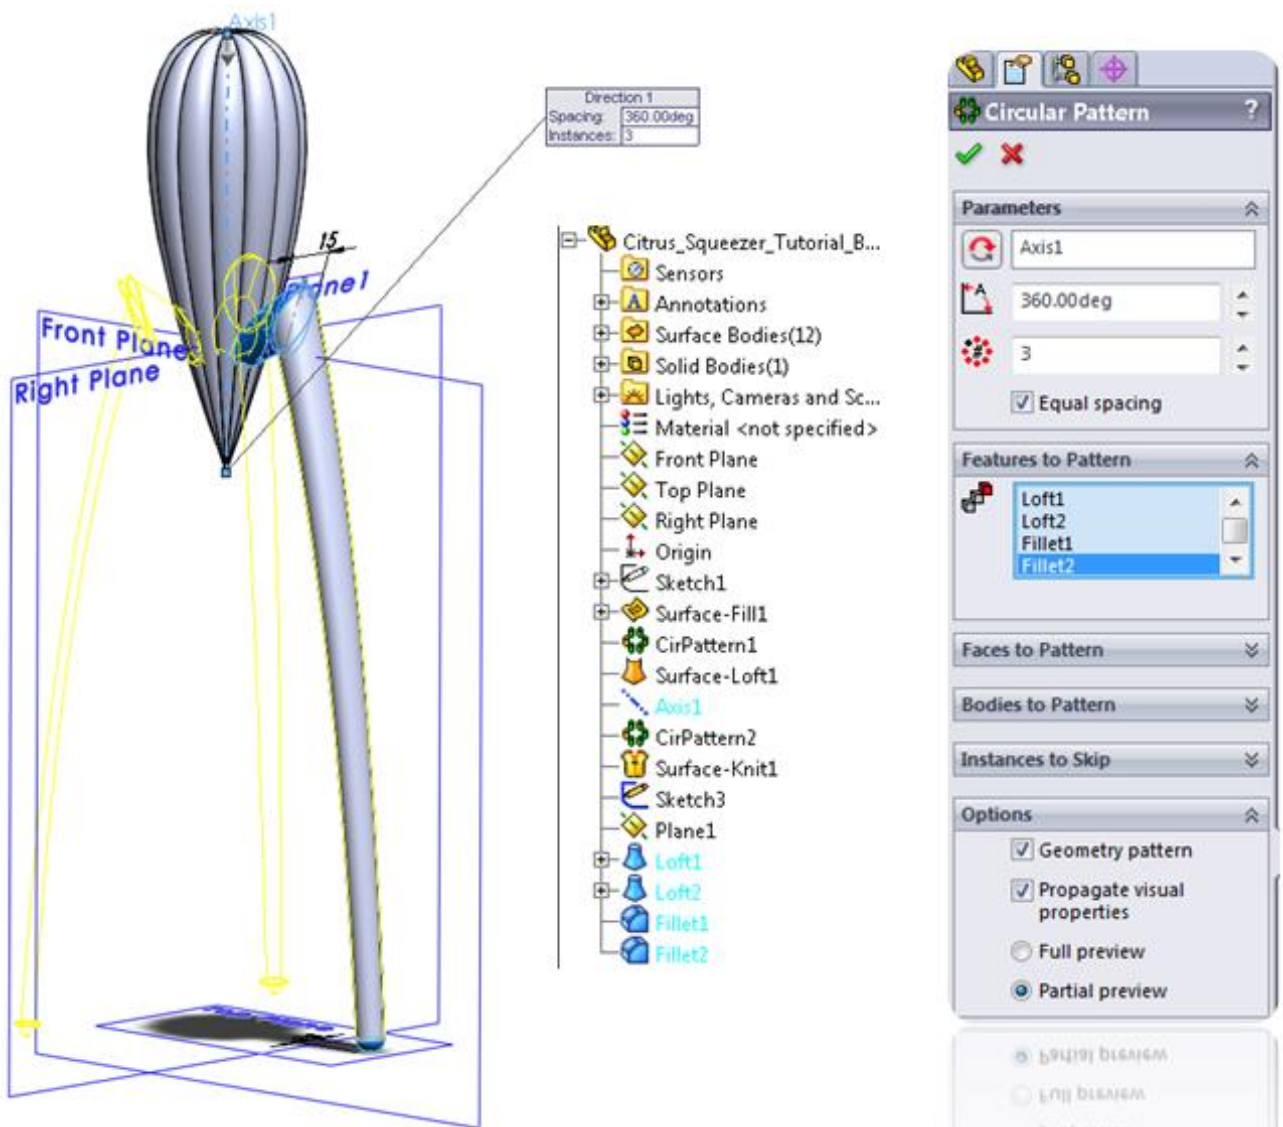 Axis1
Direction 1
Spacing: 360.00deg
Instances: 3
15
Plane1
Front Plane
Right Plane
Citrus_Squeezer_Tutorial_B...
Sensors
Annotations
Surface Bodies(12)
Solid Bodies(1)
Lights, Cameras and Sc...
Material <not specified>
Front Plane
Top Plane
Right Plane
Origin
Sketch1
Surface-Fill1
CirPattern1
Surface-Loft1
Axis1
CirPattern2
Surface-Knit1
Sketch3
Plane1
Loft1
Loft2
Fillet1
Fillet2
Circular Pattern ?
Parameters
Axis1
360.00deg
3
Equal spacing
Features to Pattern
Loft1
Loft2
Fillet1
Fillet2
Faces to Pattern
Bodies to Pattern
Instances to Skip
Options
Geometry pattern
Propagate visual
properties
Full preview
Partial preview
Partial preview
Full preview